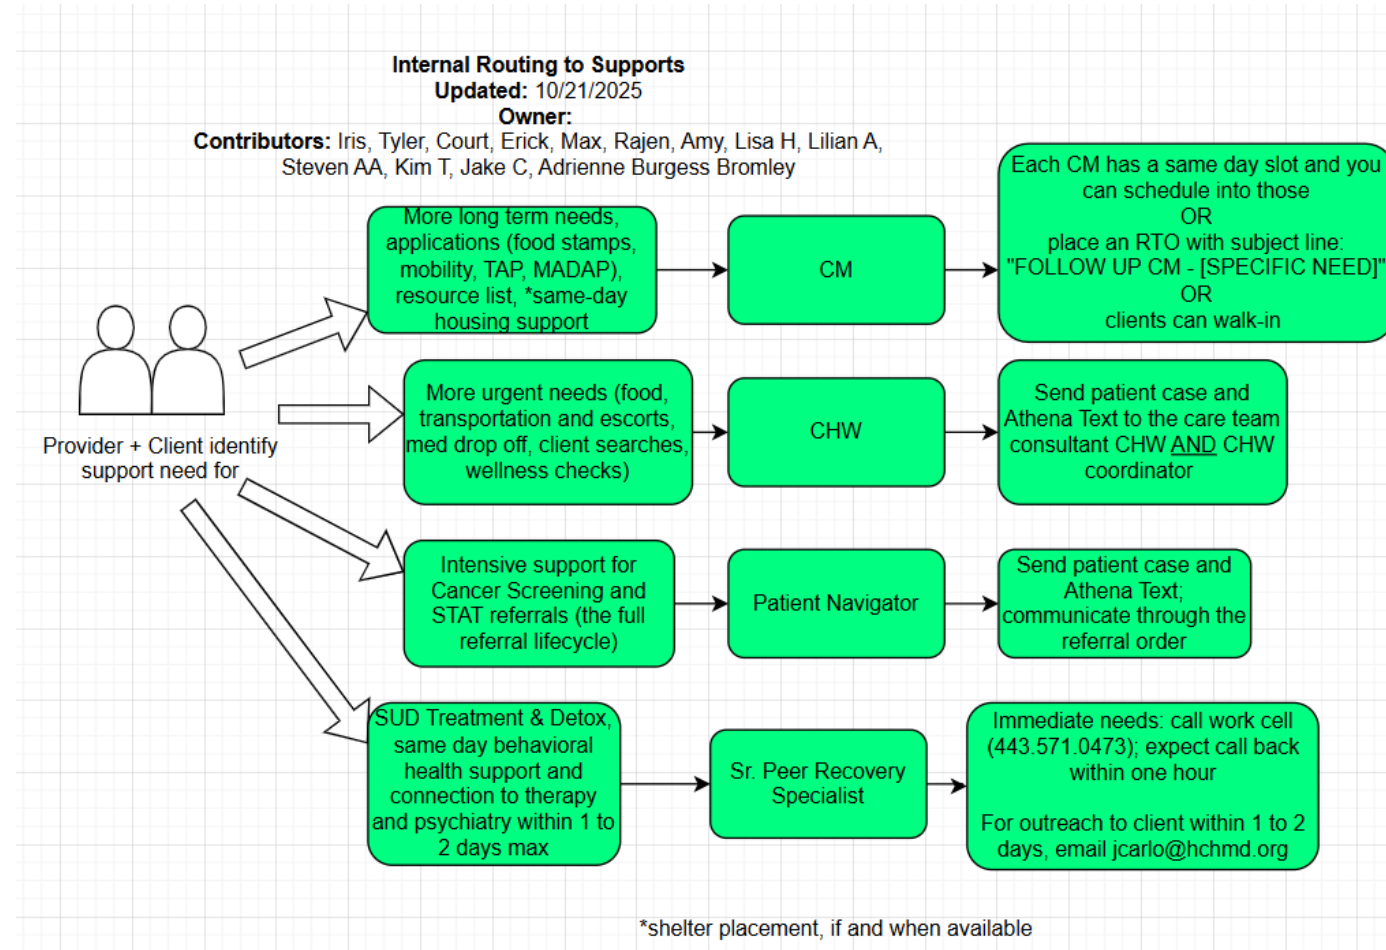 Internal Routing to Supports
Updated: 10/21/2025
Owner:
Contributors: Iris, Tyler, Court, Erick, Max, Rajen, Amy, Lisa H, Lilian A,
Steven AA, Kim T, Jake C, Adrienne Burgess Bromley
Provider + Client identify
support need for
More long term needs,
applications (food stamps,
mobility, TAP, MADAP),
resource list, *same-day
housing support
CM
Each CM has a same day slot and you
can schedule into those
OR
place an RTO with subject line:
"FOLLOW UP CM - [SPECIFIC NEED]"
OR
clients can walk-in
More urgent needs (food,
transportation and escorts,
med drop off, client searches,
wellness checks)
CHW
Send patient case and
Athena Text to the care team
consultant CHW AND CHW
coordinator
Intensive support for
Cancer Screening and
STAT referrals (the full
referral lifecycle)
Patient Navigator
Send patient case and
Athena Text;
communicate through the
referral order
SUD Treatment & Detox,
same day behavioral
health support and
connection to therapy
and psychiatry within 1 to
2 days max
Sr. Peer Recovery
Specialist
Immediate needs: call work cell
(443.571.0473); expect call back
within one hour
For outreach to client within 1 to 2
days, email jcarlo@hchmd.org
*shelter placement, if and when available